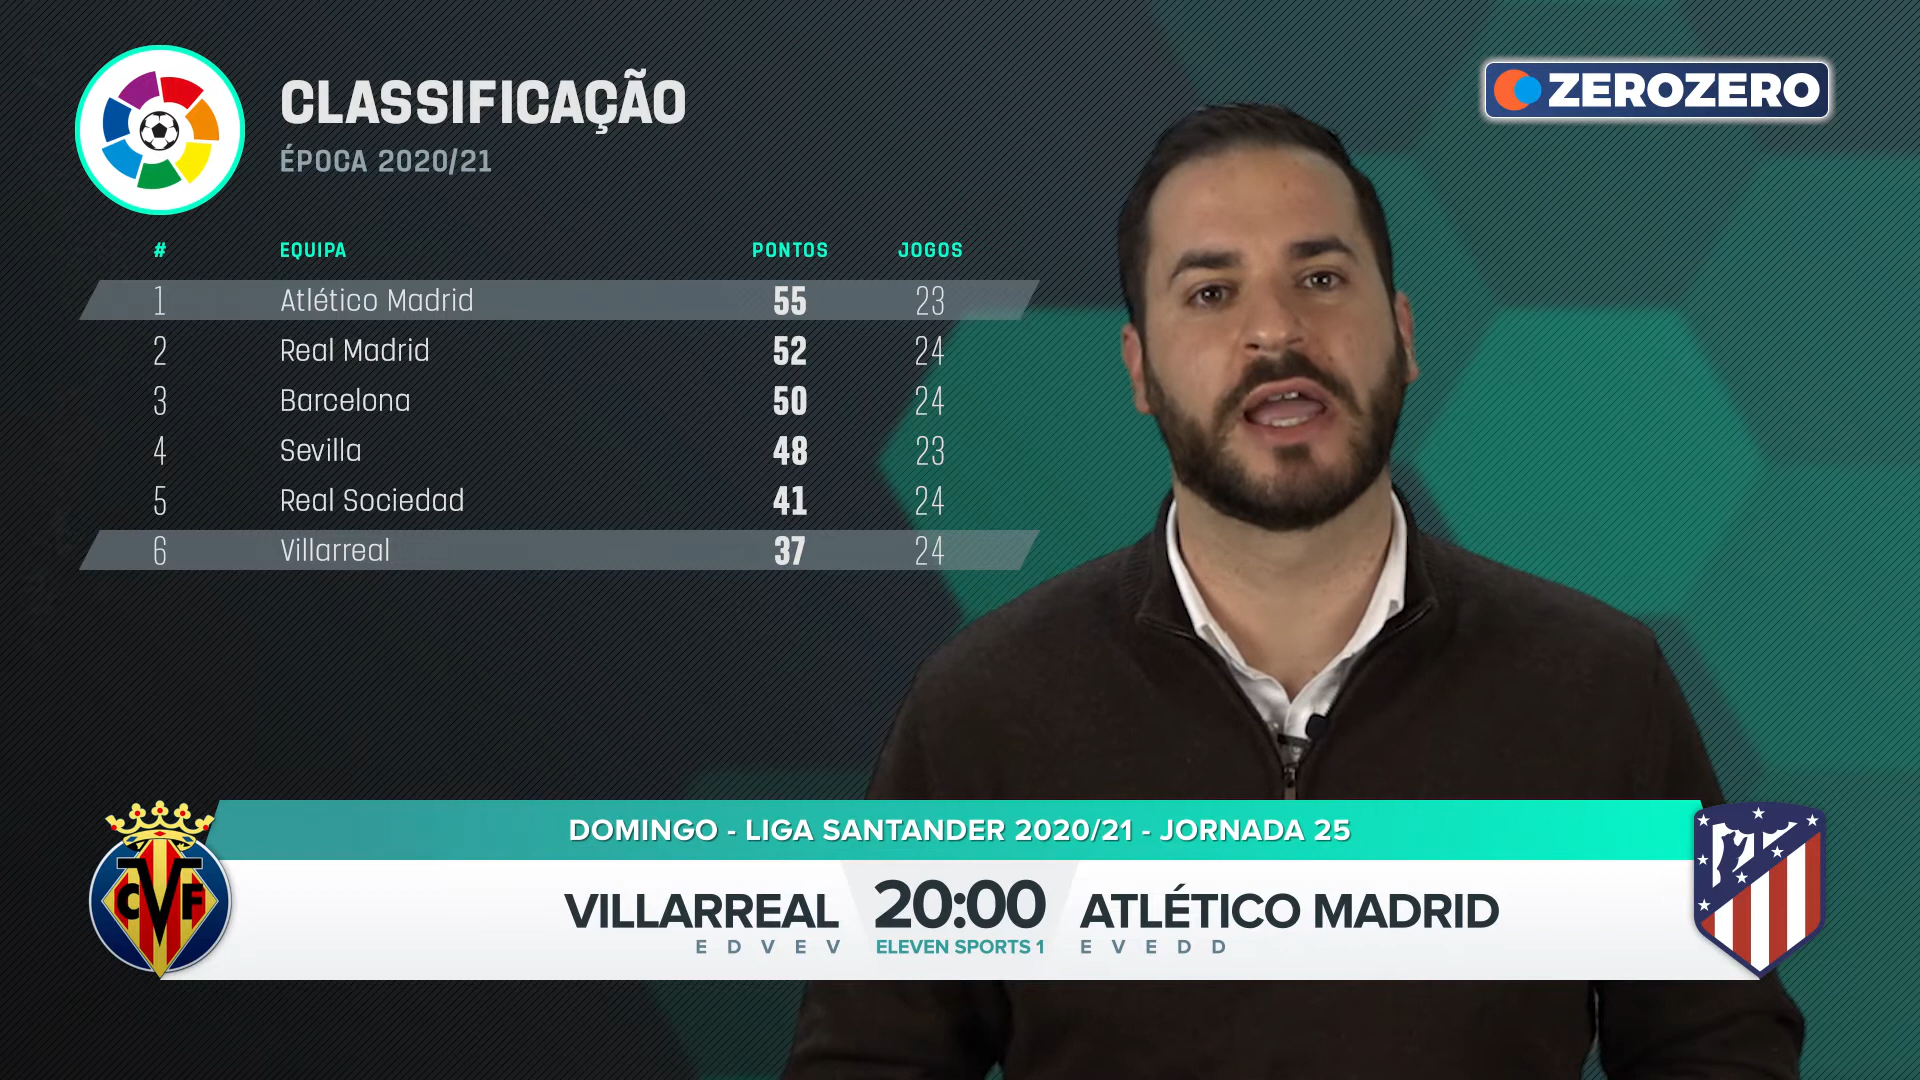 CLASSIFICAÇÃO
ÉPOCA 2020/21
ZEROZERO
# EQUIPA PONTOS JOGOS
1 Atlético Madrid 55 23
2 Real Madrid 52 24
3 Barcelona 50 24
4 Sevilla 48 23
5 Real Sociedad 41 24
6 Villarreal 37 24
DOMINGO - LIGA SANTANDER 2020/21 - JORNADA 25
VILLARREAL 20:00 ATLÉTICO MADRID
E D V E V ELEVEN SPORTS 1 E V E D D
CVF